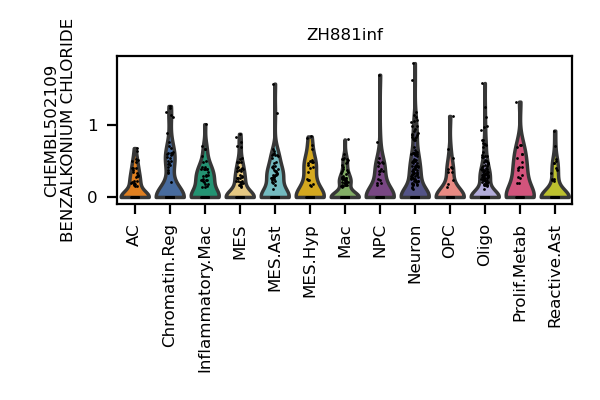 ZH881inf
CHEMBL502109
BENZALKONIUM CHLORIDE
1
0
AC
Chromatin.Reg
Inflammatory.Mac
MES
MES.Ast
MES.Hyp
Mac
NPC
Neuron
OPC
Oligo
Prolif.Metab
Reactive.Ast